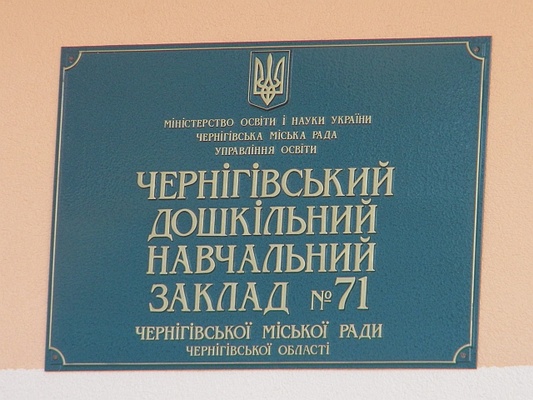 МІНІСТЕРСТВО ОСВІТИ І НАУКИ УКРАЇНИ
ЧЕРНІГІВСЬКА МІСЬКА РАДА
УПРАВЛІННЯ ОСВІТИ
ЧЕРНІГІВСЬКИЙ
ДОШКІЛЬНИЙ
НАВЧАЛЬНИЙ
ЗАКЛАД №71
ЧЕРНІГІВСЬКОЇ МІСЬКОЇ РАДИ
ЧЕРНІГІВСЬКОЇ ОБЛАСТІ